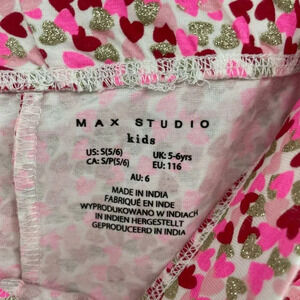 MAX STUDIO
kids
US: S(5/6) UK: 5-6yrs
CA: S/P(5/6) EU: 116
AU: 6
MADE IN INDIA
FABRIQUÉ EN INDE
WYPRODUKOWANO W INDIACH
IN INDIEN HERGESTELLT
GEPRODUCEERD IN INDIA